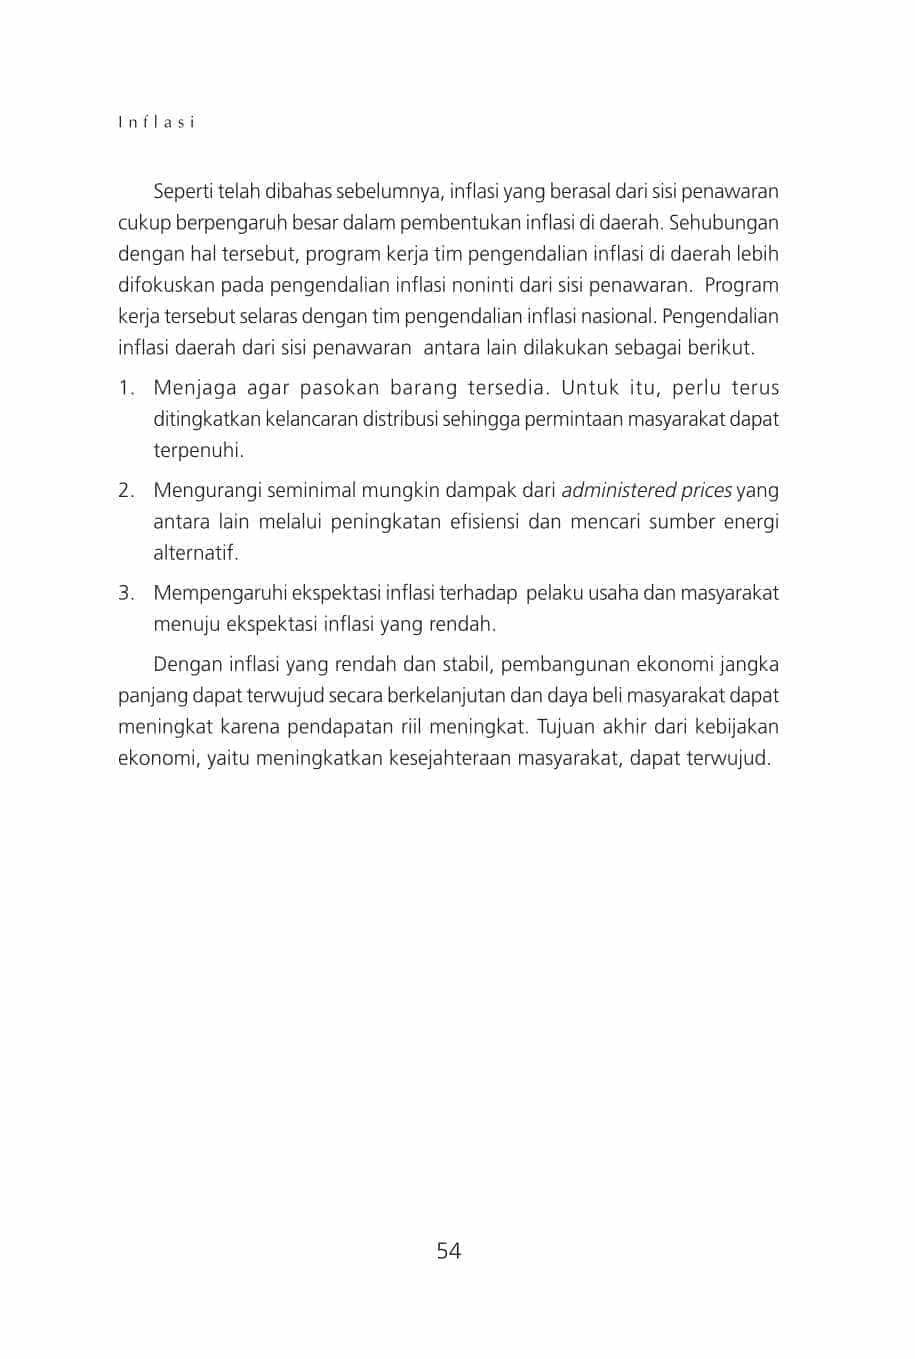 Inflasi
Seperti telah dibahas sebelumnya, inflasi yang berasal dari sisi penawaran
cukup berpengaruh besar dalam pembentukan inflasi di daerah. Sehubungan
dengan hal tersebut, program kerja tim pengendalian inflasi di daerah lebih
difokuskan pada pengendalian inflasi noninti dari sisi penawaran. Program
kerja tersebut selaras dengan tim pengendalian inflasi nasional. Pengendalian
inflasi daerah dari sisi penawaran antara lain dilakukan sebagai berikut.
1. Menjaga agar pasokan barang tersedia. Untuk itu, perlu terus
ditingkatkan kelancaran distribusi sehingga permintaan masyarakat dapat
terpenuhi.
2. Mengurangi seminimal mungkin dampak dari administered prices yang
antara lain melalui peningkatan efisiensi dan mencari sumber energi
alternatif.
3. Mempengaruhi ekspektasi inflasi terhadap pelaku usaha dan masyarakat
menuju ekspektasi inflasi yang rendah.
Dengan inflasi yang rendah dan stabil, pembangunan ekonomi jangka
panjang dapat terwujud secara berkelanjutan dan daya beli masyarakat dapat
meningkat karena pendapatan riil meningkat. Tujuan akhir dari kebijakan
ekonomi, yaitu meningkatkan kesejahteraan masyarakat, dapat terwujud.
54